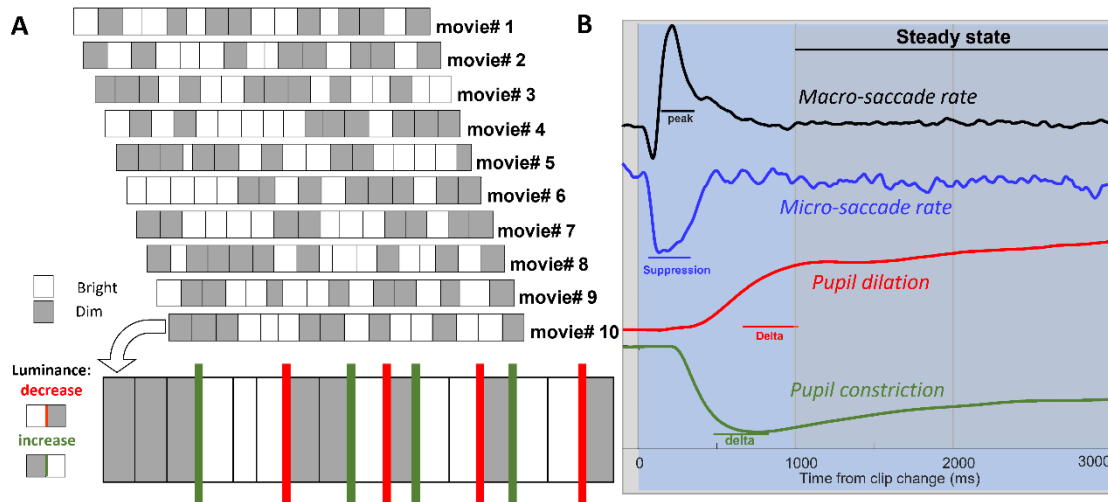 A
movie# 1
movie# 2
movie# 3
movie# 4
movie# 5
movie# 6
movie# 7
movie# 8
movie# 9
movie# 10
Bright
Dim
Luminance:
decrease
increase
B
Steady state
Macro-saccade rate
peak
Micro-saccade rate
Suppression
Pupil dilation
Delta
Pupil constriction
delta
0 1000 2000 3000
Time from clip change (ms)